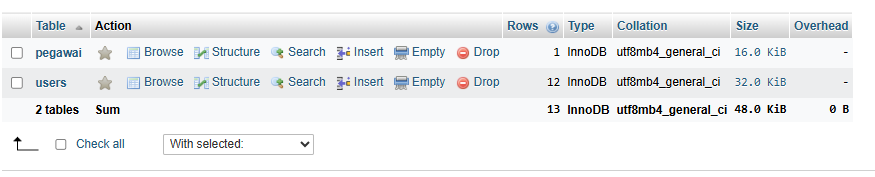 Table Action Rows Type Collation Size Overhead
pegawai Browse Structure Search Insert Empty Drop 1 InnoDB utf8mb4_general_ci 16.0 KiB -
users Browse Structure Search Insert Empty Drop 12 InnoDB utf8mb4_general_ci 32.0 KiB -
2 tables Sum 13 InnoDB utf8mb4_general_ci 48.0 KiB 0 B
Check all With selected: